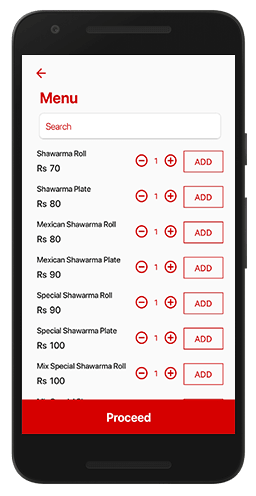 Menu
Search
Shawarma Roll
Rs 70
1
ADD
Shawarma Plate
Rs 80
1
ADD
Mexican Shawarma Roll
Rs 80
1
ADD
Mexican Shawarma Plate
Rs 90
1
ADD
Special Shawarma Roll
Rs 90
1
ADD
Special Shawarma Plate
Rs 100
1
ADD
Mix Special Shawarma Roll
Rs 100
1
ADD
Proceed